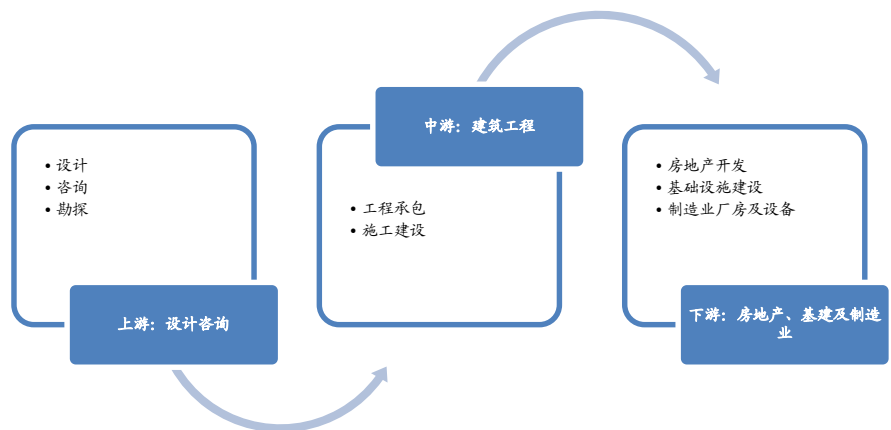 • 设计
• 咨询
• 勘探
上游：设计咨询
中游：建筑工程
• 工程承包
• 施工建设
• 房地产开发
• 基础设施建设
• 制造业厂房及设备
下游：房地产、基建及制造
业